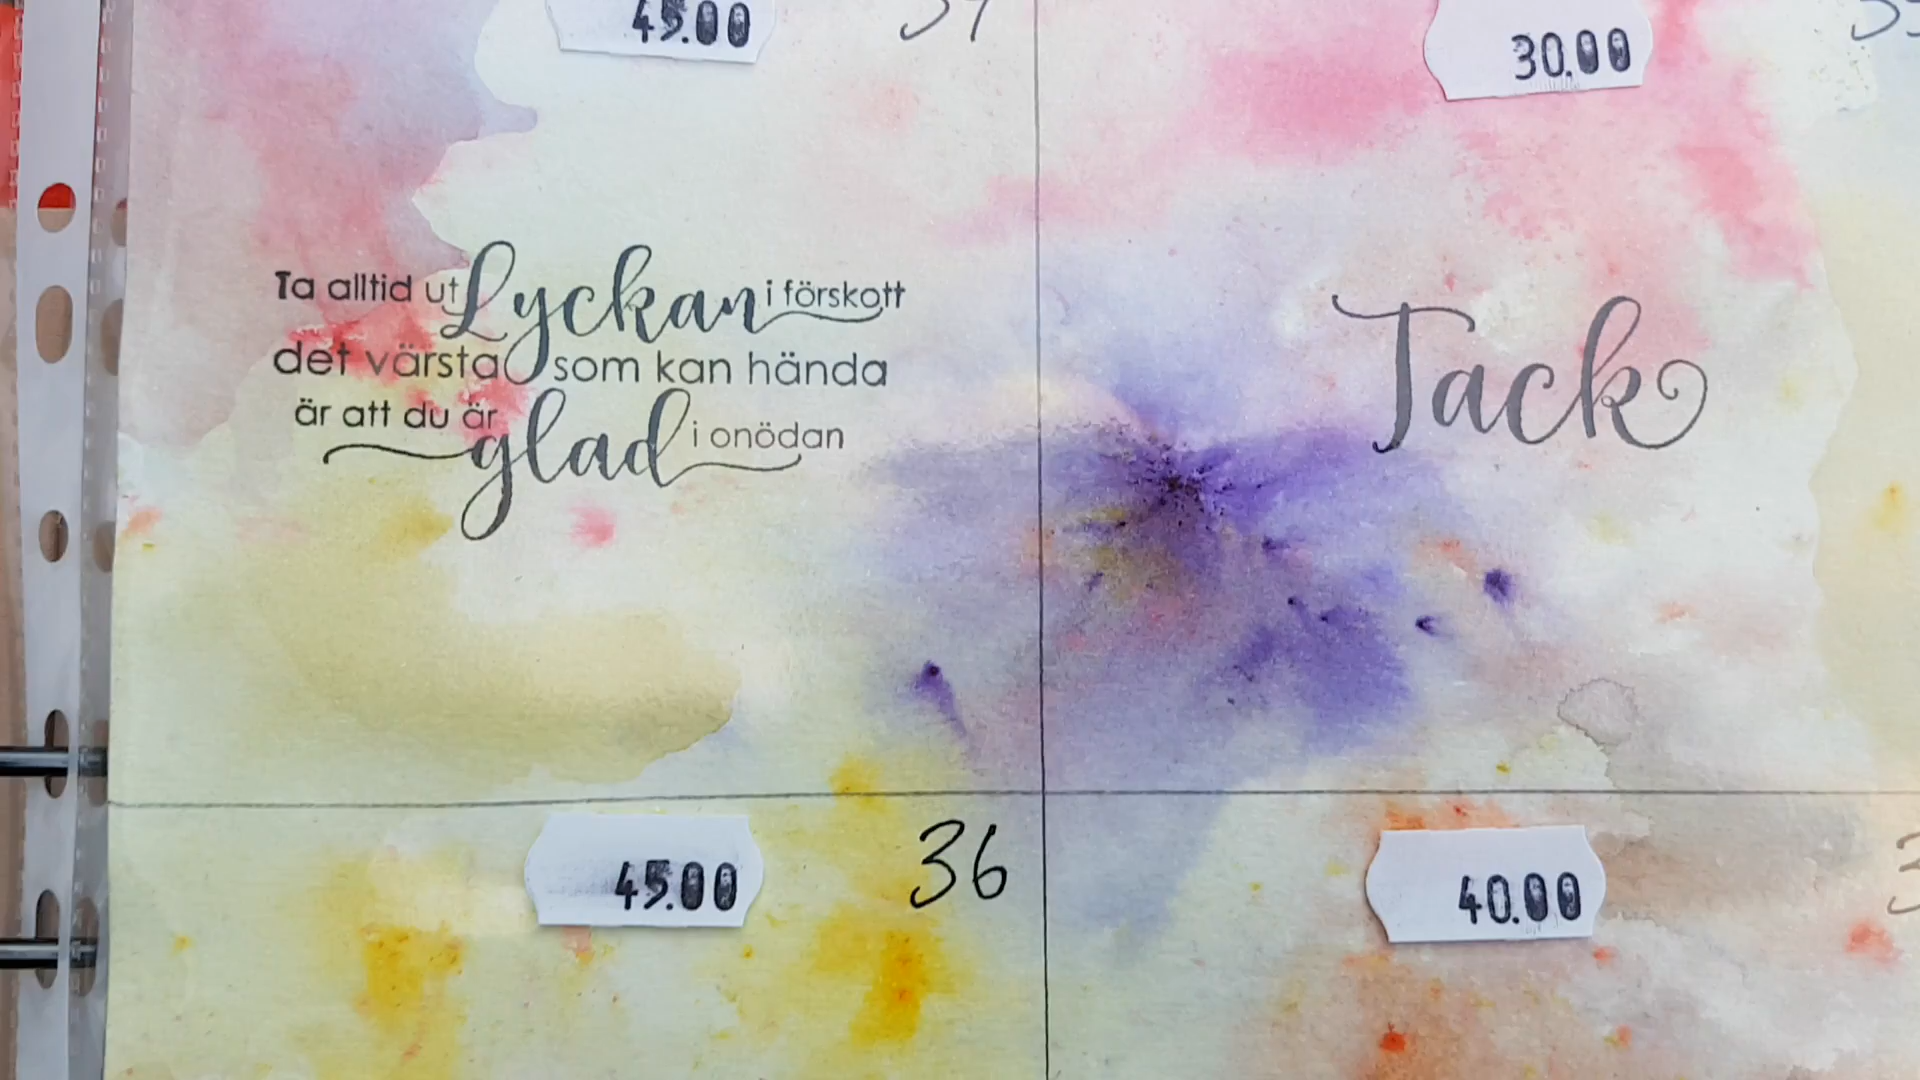 45.00
30.00
Ta alltid ut Lyckan i förskott
det värsta som kan hända
är att du är glad i onödan
Tack
45.00 36
40.00